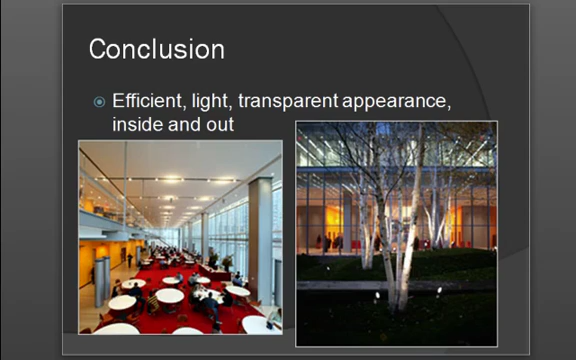 Conclusion
Efficient, light, transparent appearance,
inside and out